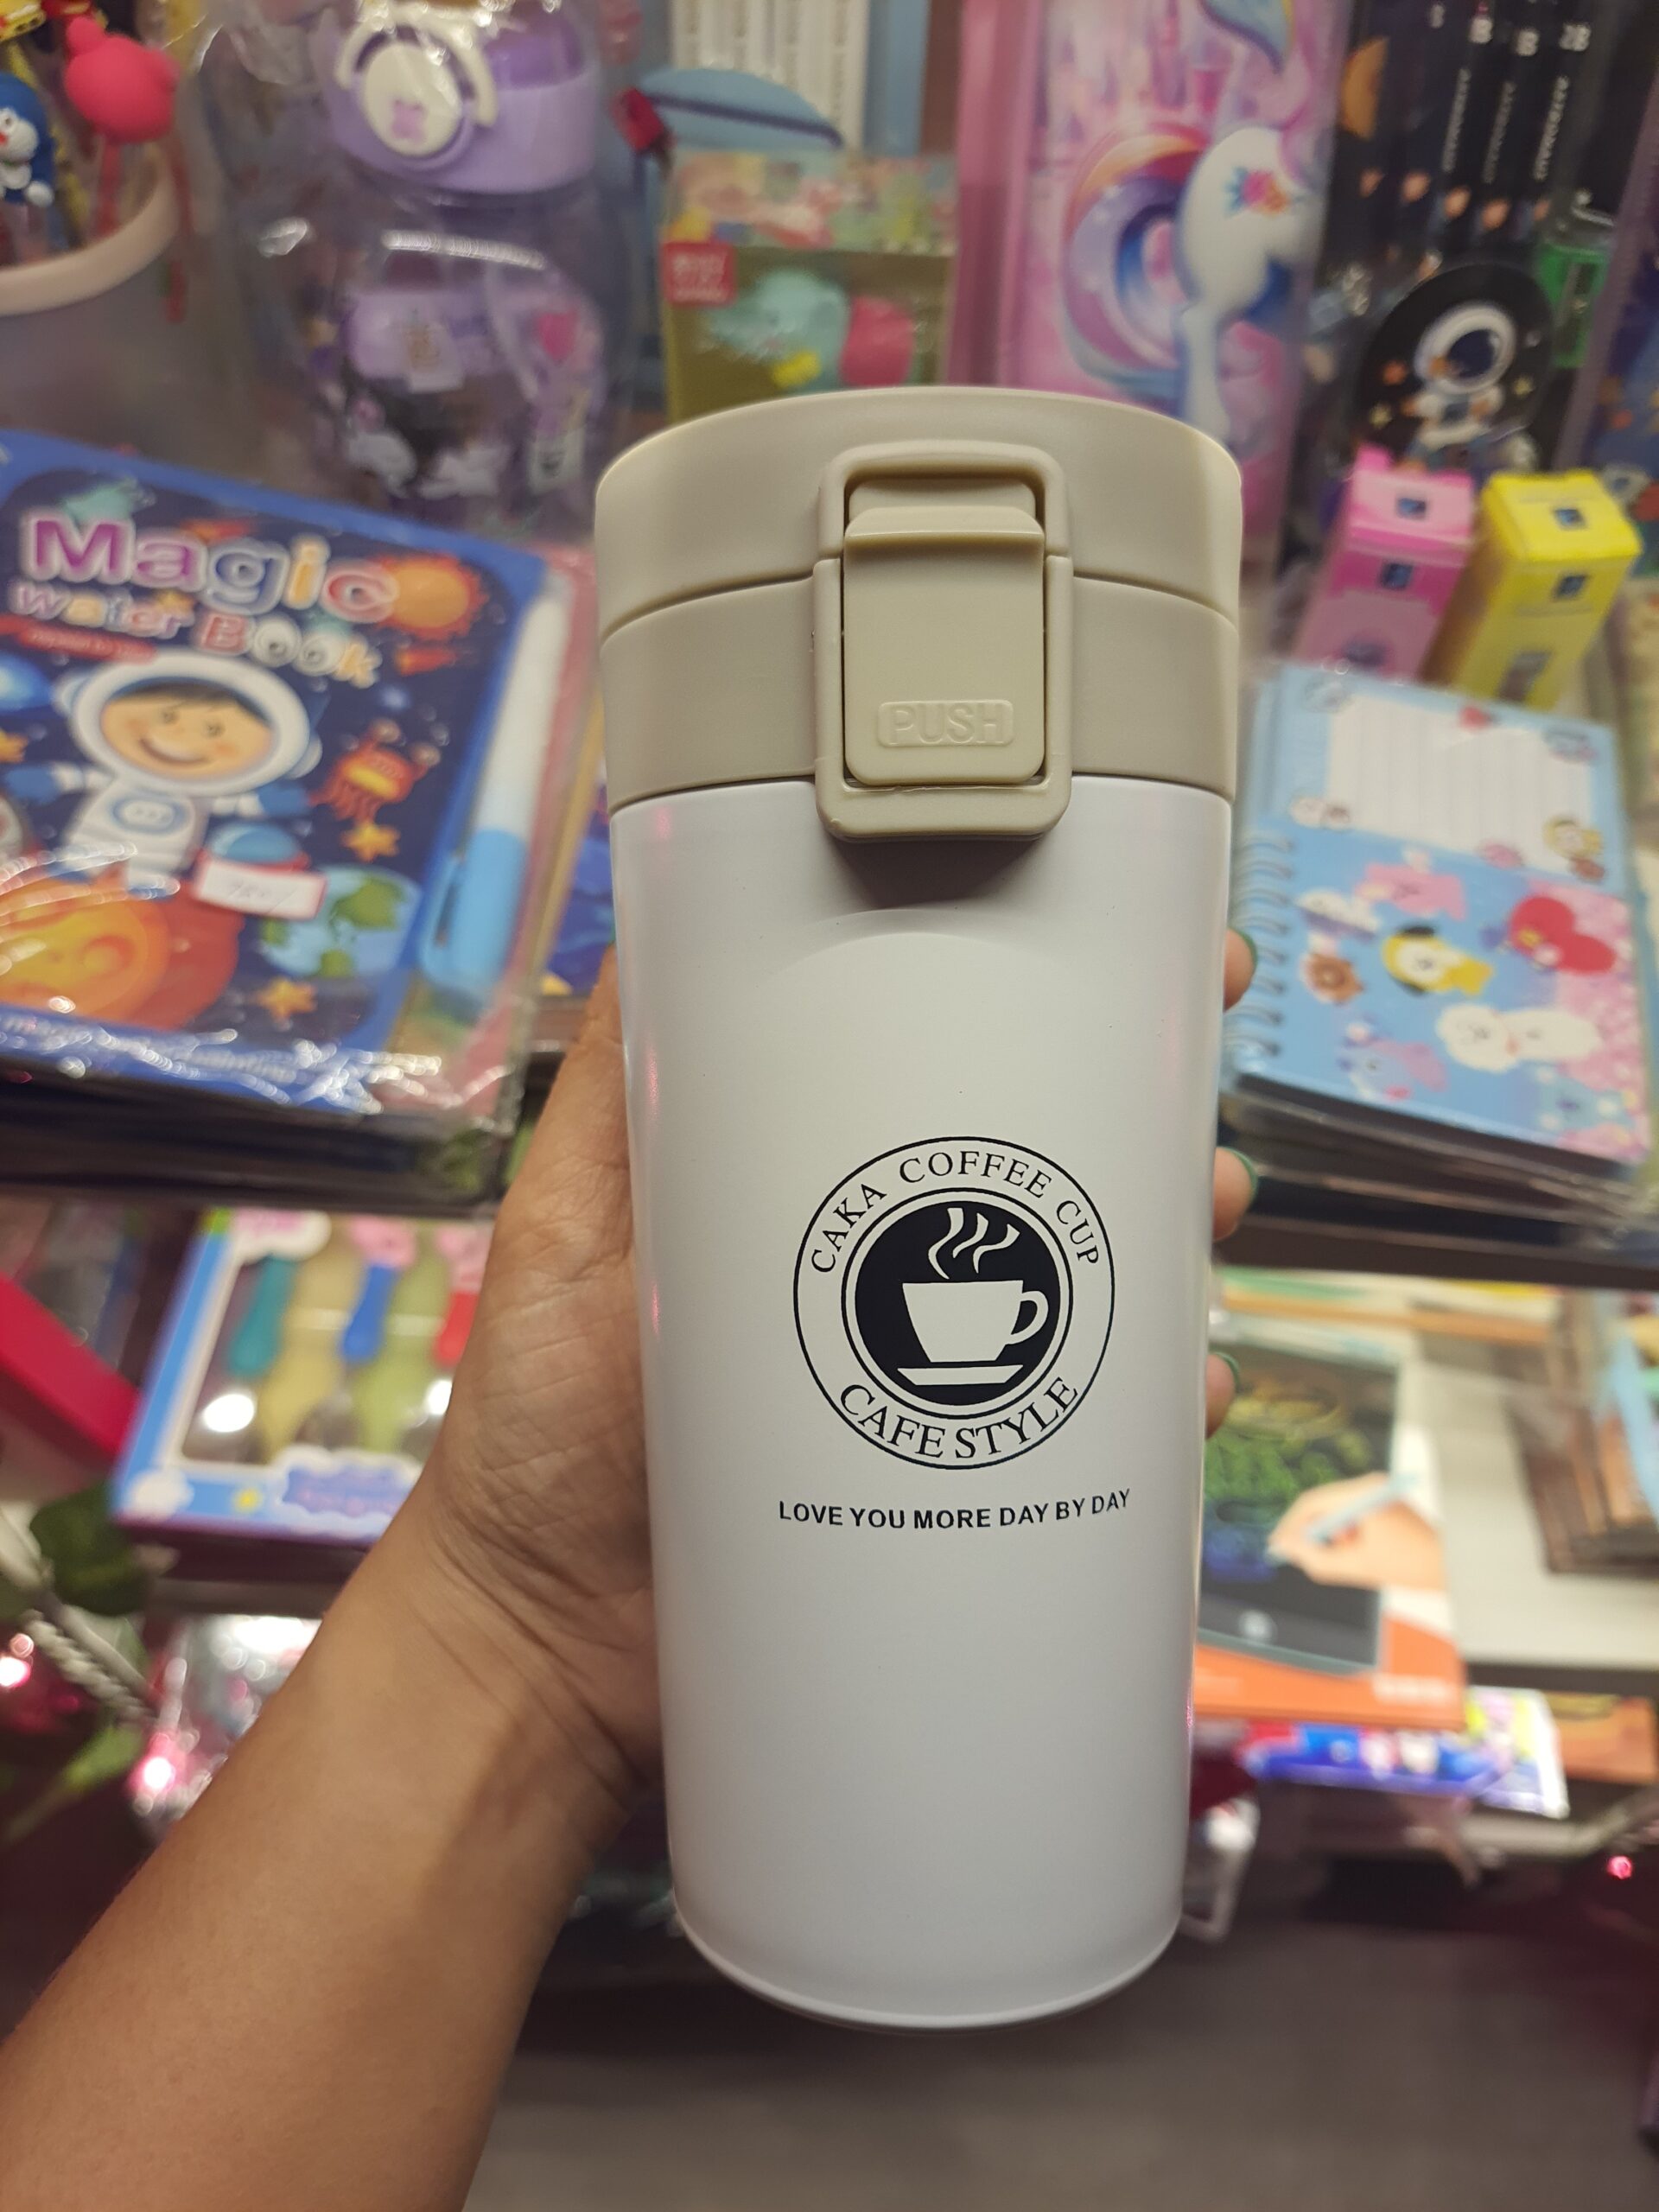 Magic
water Book
PUSH
CAKA COFFEE CUP
CAFE STYLE
LOVE YOU MORE DAY BY DAY